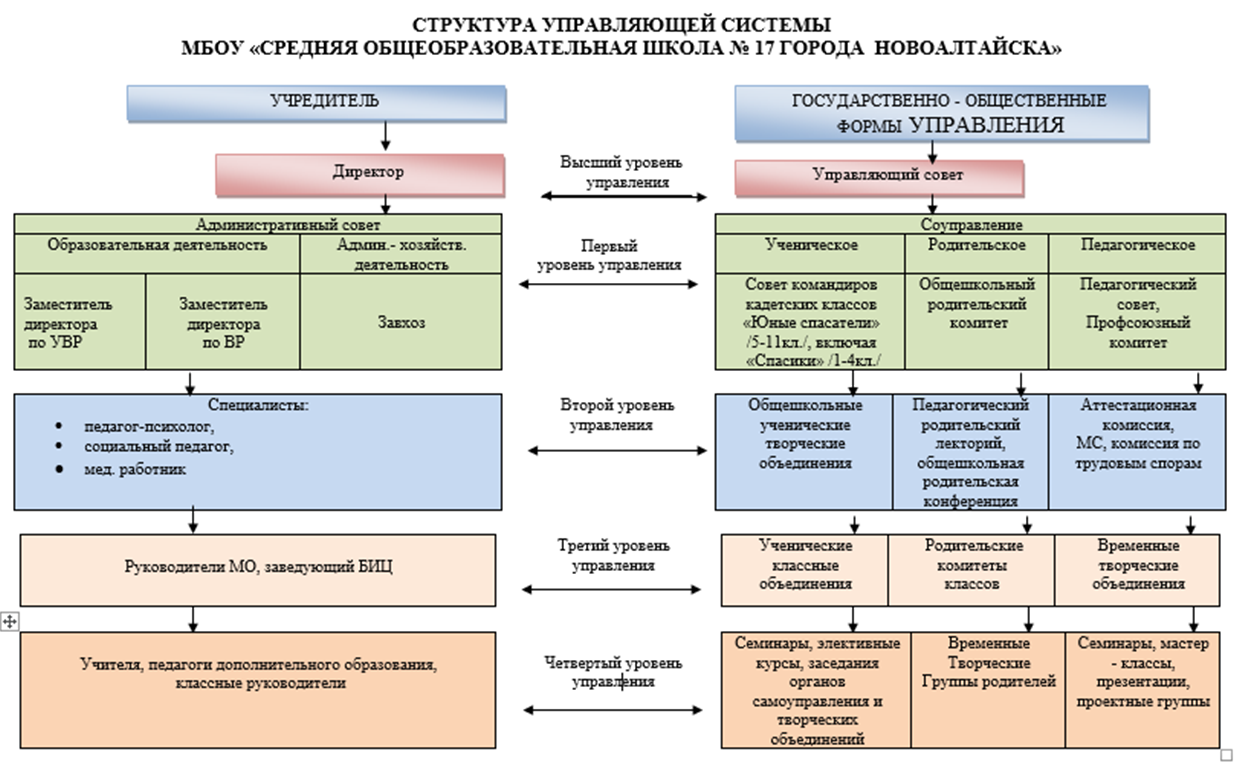 СТРУКТУРА УПРАВЛЯЮЩЕЙ СИСТЕМЫ
МБОУ «СРЕДНЯЯ ОБЩЕОБРАЗОВАТЕЛЬНАЯ ШКОЛА № 17 ГОРОДА НОВОАЛТАЙСКА»
УЧРЕДИТЕЛЬ
ГОСУДАРСТВЕННО - ОБЩЕСТВЕННЫЕ
ФОРМЫ УПРАВЛЕНИЯ
Директор
Высший уровень
управления
Управляющий совет
Административный совет
Образовательная деятельность
Админ.- хозяйств.
деятельность
Заместитель
директора
по УВР
Заместитель
директора
по ВР
Завхоз
Первый
уровень управления
Соуправление
Ученическое
Родительское
Педагогическое
Совет командиров
кадетских классов
«Юные спасатели»
/5-11кл./, включая
«Спасики» /1-4кл./
Общешкольный
родительский
комитет
Педагогический
совет,
Профсоюзный
комитет
Специалисты:
• педагог-психолог,
• социальный педагог,
• мед. работник
Второй уровень
управления
Общешкольные
ученические
творческие
объединения
Педагогический
родительский
лекторий,
общешкольная
родительская
конференция
Аттестационная
комиссия,
МС, комиссия по
трудовым спорам
Руководители МО, заведующий БИЦ
Третий уровень
управления
Ученические
классные
объединения
Родительские
комитеты
классов
Временные
творческие
объединения
Учителя, педагоги дополнительного образования,
классные руководители
Четвертый уровень
управления
Семинары, элективные
курсы, заседания
органов
самоуправления и
творческих
объединений
Временные
Творческие
Группы родителей
Семинары, мастер
- классы,
презентации,
проектные группы